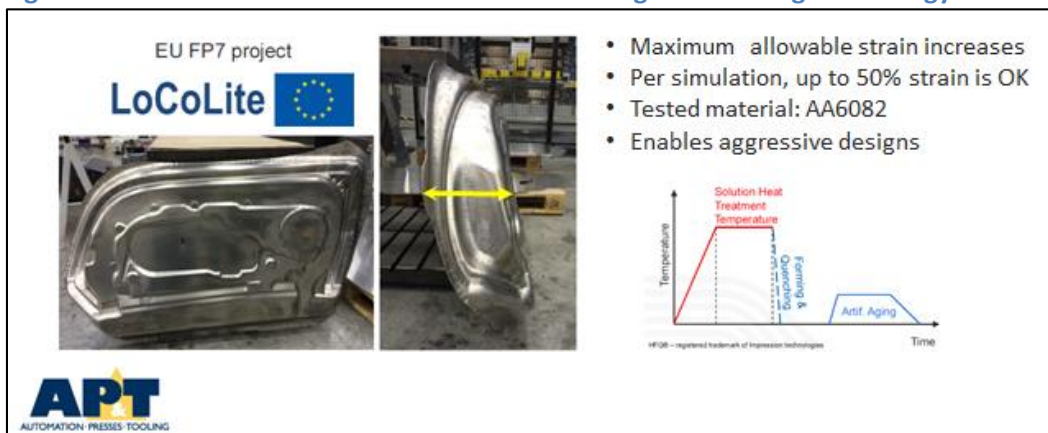 EU FP7 project
LoCoLite
• Maximum allowable strain increases
• Per simulation, up to 50% strain is OK
• Tested material: AA6082
• Enables aggressive designs
Solution Heat
Treatment
Temperature
Temperature
Forming &
Quenching
Artif. Aging
Time
HFQ® – registered trademark of Impression technologies
AP&T
AUTOMATION · PRESSES · TOOLING